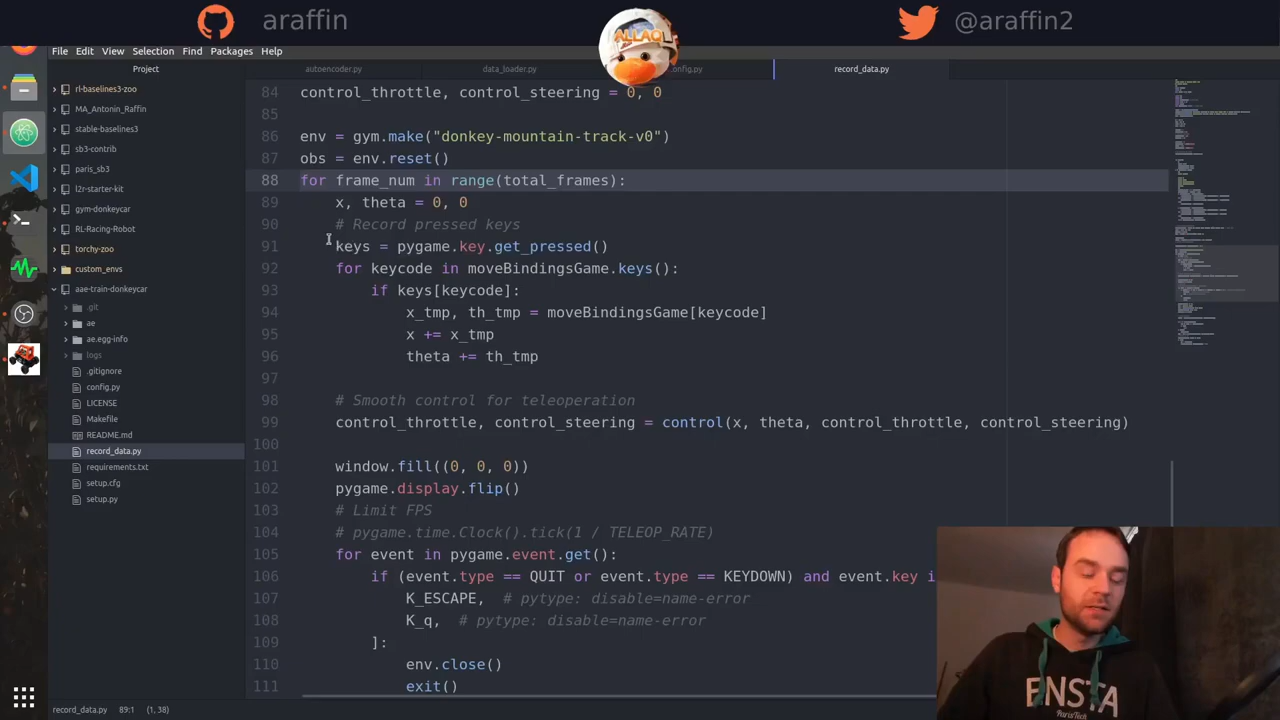 araffin
@araffin2
ALLAQ
File Edit View Selection Find Packages Help
Project
autoencoder.py
data_loader.py
config.py
record_data.py
rl-baselines3-zoo
MA_Antonin_Raffin
stable-baselines3
sb3-contrib
paris_sb3
l2r-starter-kit
gym-donkeycar
RL-Racing-Robot
torchy-zoo
custom_envs
aae-train-donkeycar
.git
ae
ae.egg-info
logs
.gitignore
config.py
LICENSE
Makefile
README.md
record_data.py
requirements.txt
setup.cfg
setup.py
84 control_throttle, control_steering = 0, 0
85
86 env = gym.make("donkey-mountain-track-v0")
87 obs = env.reset()
88 for frame_num in range(total_frames):
89 x, theta = 0, 0
90 # Record pressed keys
91 keys = pygame.key.get_pressed()
92 for keycode in moveBindingsGame.keys():
93 if keys[keycode]:
94 x_tmp, th_tmp = moveBindingsGame[keycode]
95 x += x_tmp
96 theta += th_tmp
97
98 # Smooth control for teleoperation
99 control_throttle, control_steering = control(x, theta, control_throttle, control_steering)
100
101 window.fill((0, 0, 0))
102 pygame.display.flip()
103 # Limit FPS
104 # pygame.time.Clock().tick(1 / TELEOP_RATE)
105 for event in pygame.event.get():
106 if (event.type == QUIT or event.type == KEYDOWN) and event.key i
107 K_ESCAPE, # pytype: disable=name-error
108 K_q, # pytype: disable=name-error
109 ]:
110 env.close()
111 exit()
ENSTA
ParisTech
record_data.py 89:1 (1, 38)